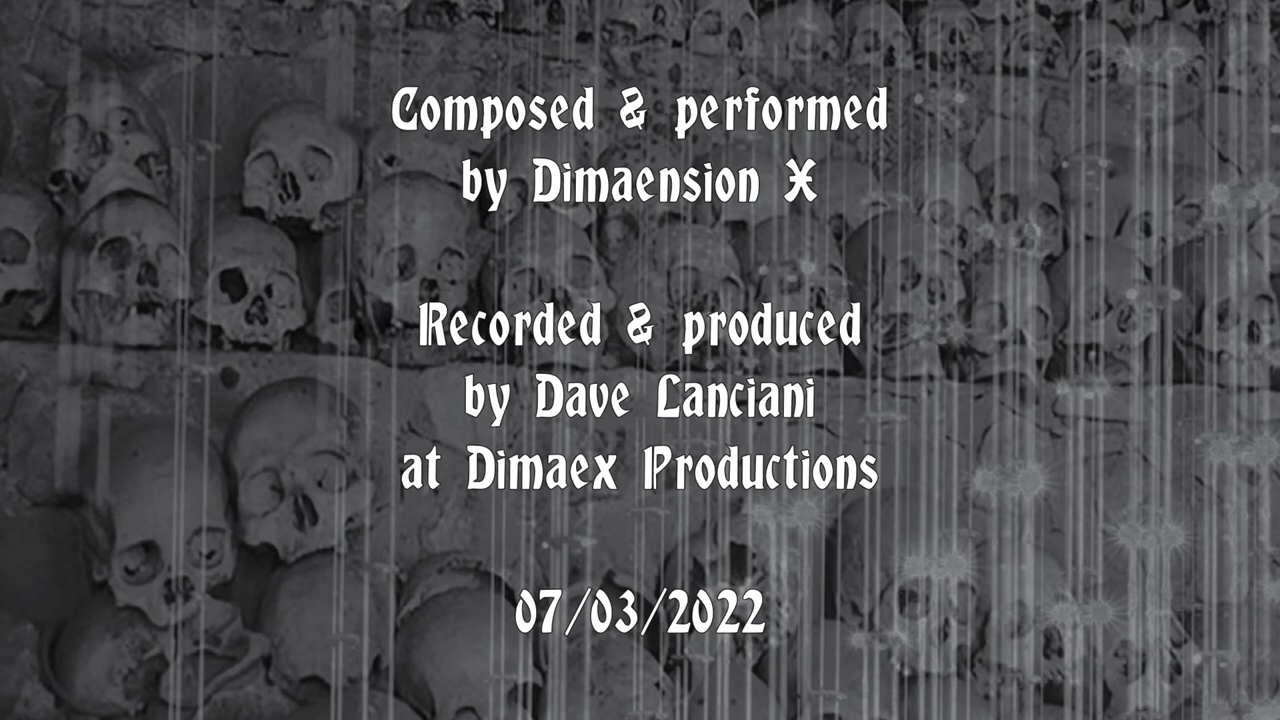 Composed & performed
by Dimaension X
Recorded & produced
by Dave Lanciani
at Dimaex Productions
07/03/2022